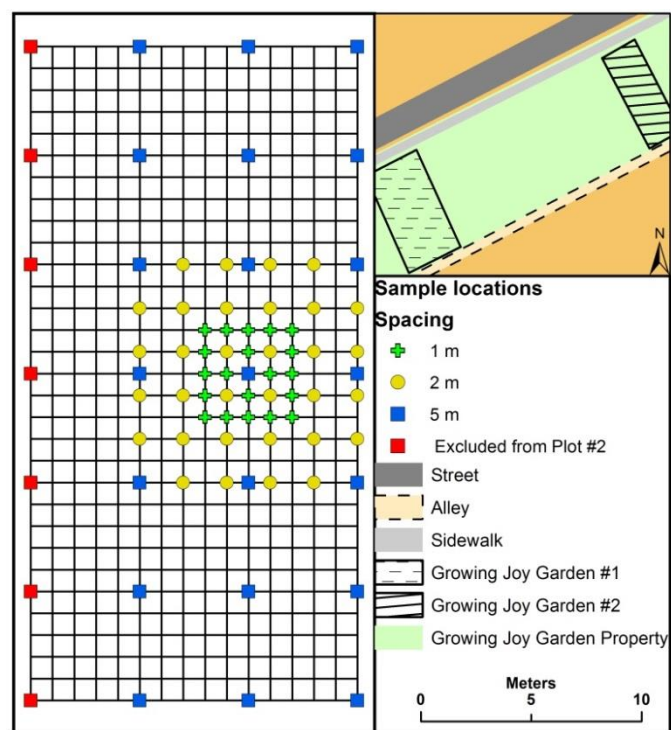 N
Sample locations
Spacing
1 m
2 m
5 m
Excluded from Plot #2
Street
Alley
Sidewalk
Growing Joy Garden #1
Growing Joy Garden #2
Growing Joy Garden Property
Meters
0 5 10